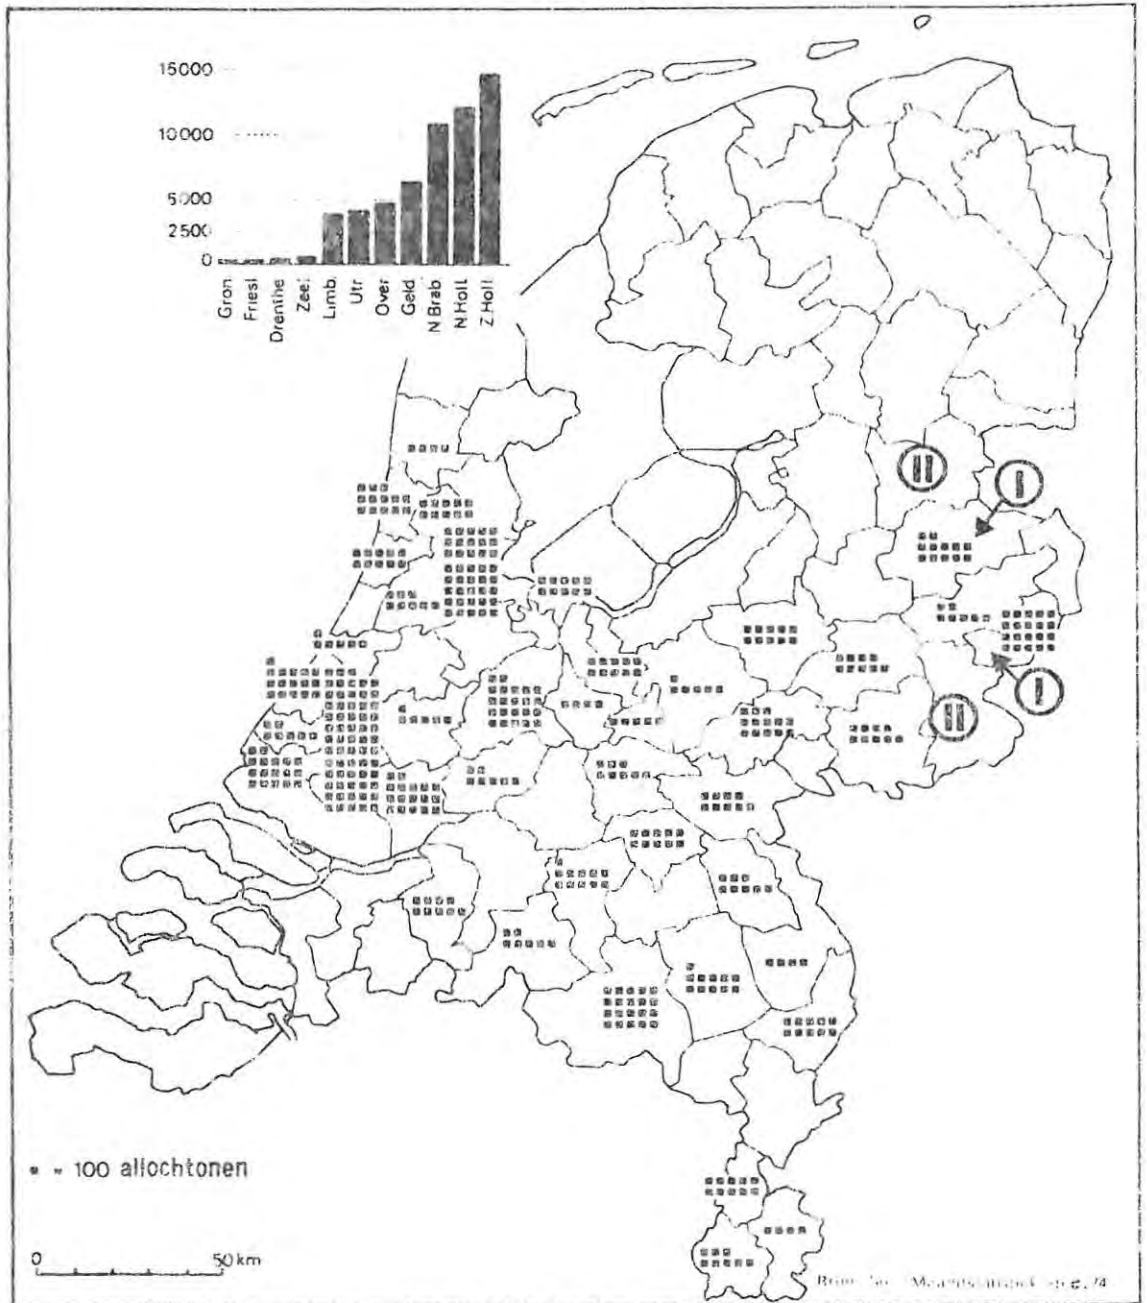 15000
10000
5000
2500
0
Gron
Friesl
Drenthe
Zeel
Limb.
Utr
Over
Geld
N Brab
N.Holl
Z.Holl
II
I
I
II
= 100 allochtonen
0 50 km